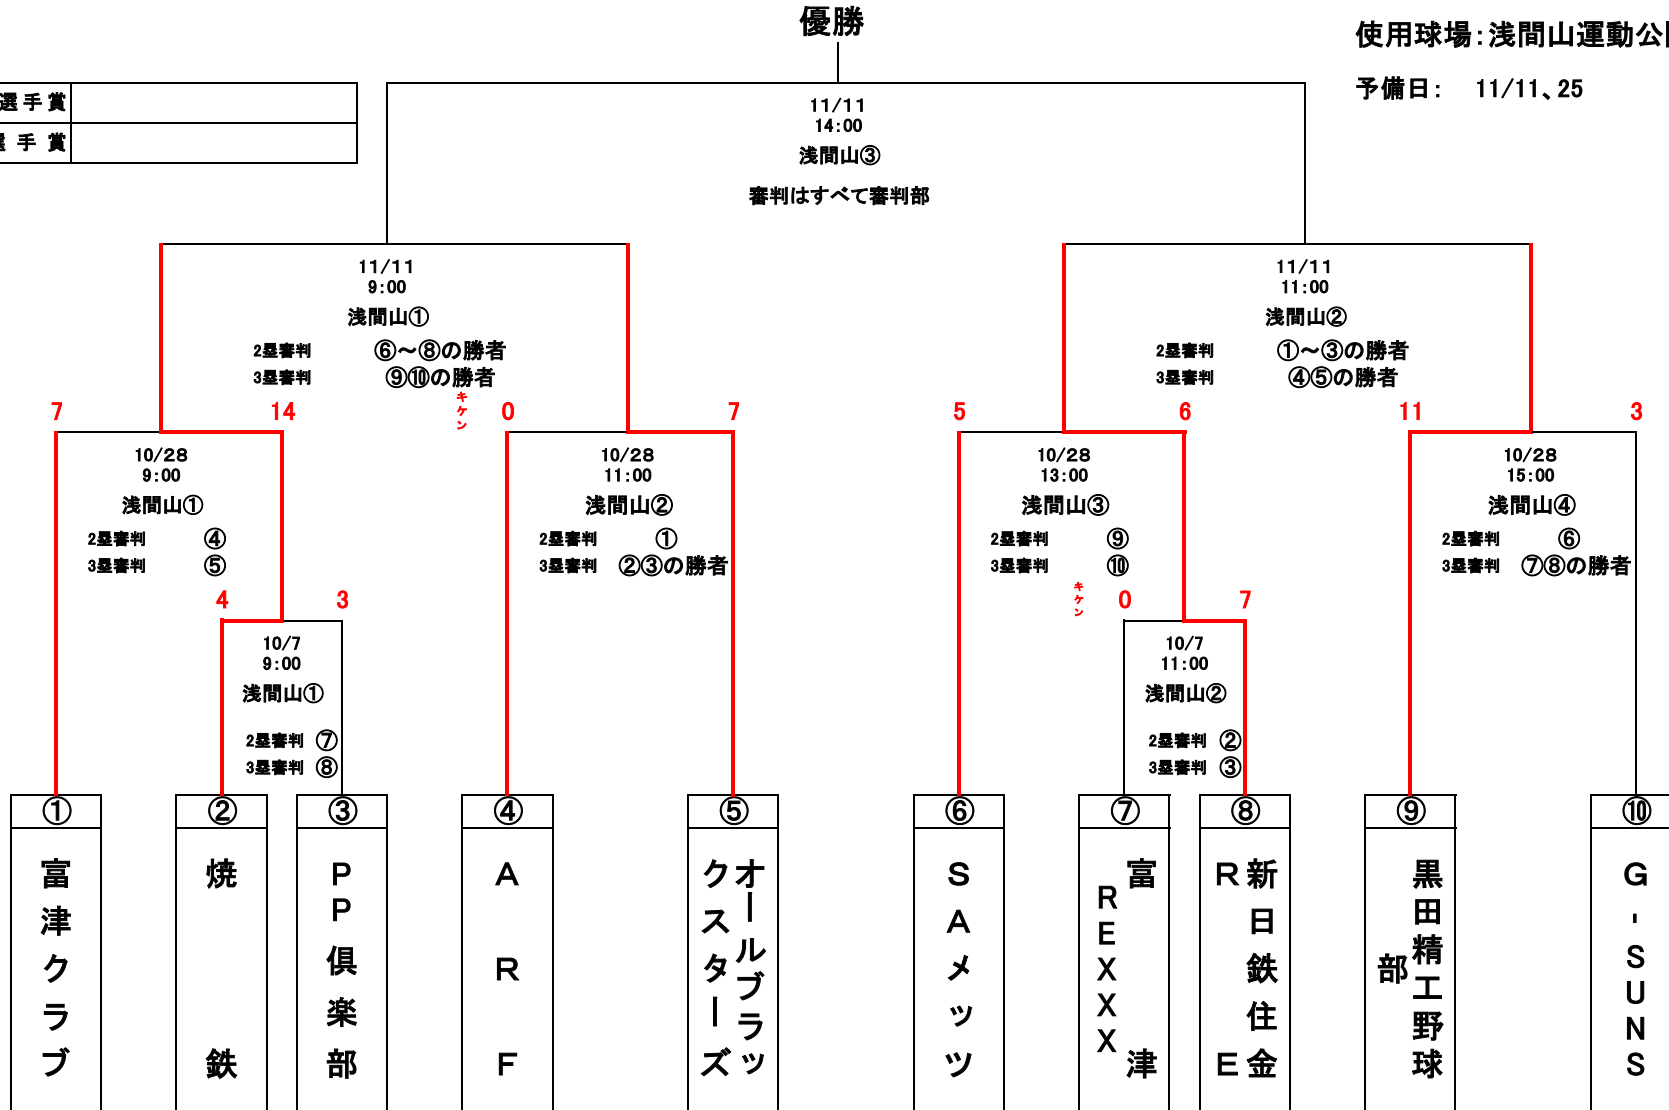 優勝
使用球場：浅間山運動公
予備日： 11/11、25
選手賞
選手賞
11/11
14:00
浅間山③
審判はすべて審判部
11/11
9:00
浅間山①
2塁審判 ⑥～⑧の勝者
3塁審判 ⑨⑩の勝者
11/11
11:00
浅間山②
2塁審判 ①～③の勝者
3塁審判 ④⑤の勝者
7 14 キケン 0 7 5 6 11 3
10/28
9:00
浅間山①
2塁審判 ④
3塁審判 ⑤
10/28
11:00
浅間山②
2塁審判 ①
3塁審判 ②③の勝者
10/28
13:00
浅間山③
2塁審判 ⑨
3塁審判 ⑩
10/28
15:00
浅間山④
2塁審判 ⑥
3塁審判 ⑦⑧の勝者
4 3 キケン 0 7
10/7
9:00
浅間山①
2塁審判 ⑦
3塁審判 ⑧
10/7
11:00
浅間山②
2塁審判 ②
3塁審判 ③
① ② ③ ④ ⑤ ⑥ ⑦ ⑧ ⑨ ⑩
富津クラブ
焼鉄
PP倶楽部
ARF
オールブラックスターズ
SAメッツ
富津
REXXX
新日鉄住金
RE
黒田精工野球部
G-SUNS